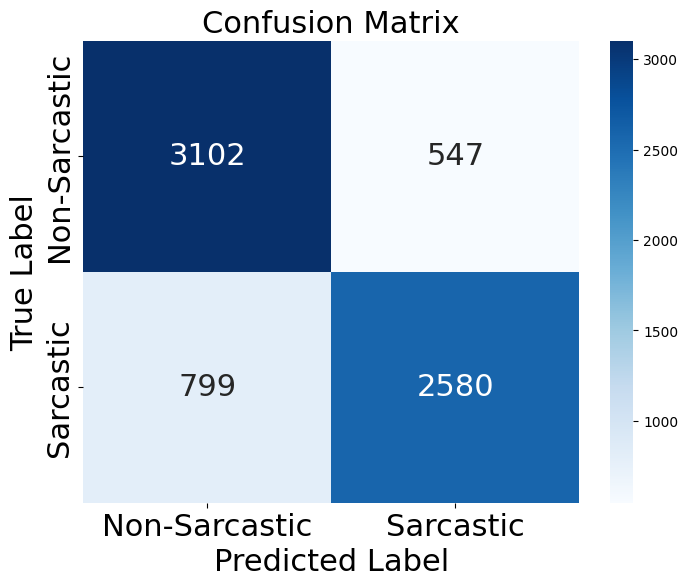 Confusion Matrix
True Label
Non-Sarcastic
Sarcastic
3102 547
799 2580
Non-Sarcastic Sarcastic
Predicted Label
3000
2500
2000
1500
1000